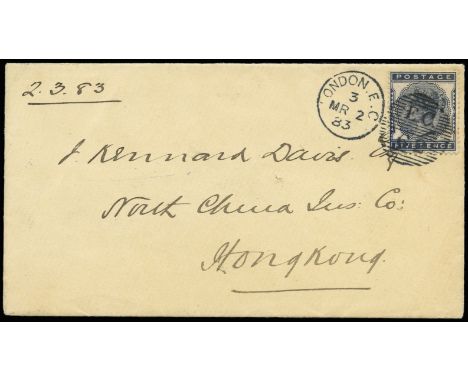 2.3.83
LONDON E.C
3
MR 2
83
POSTAGE
E.C
FIVE PENCE
J. Kennard Davis
North China Ins: Co:
Hongkong.